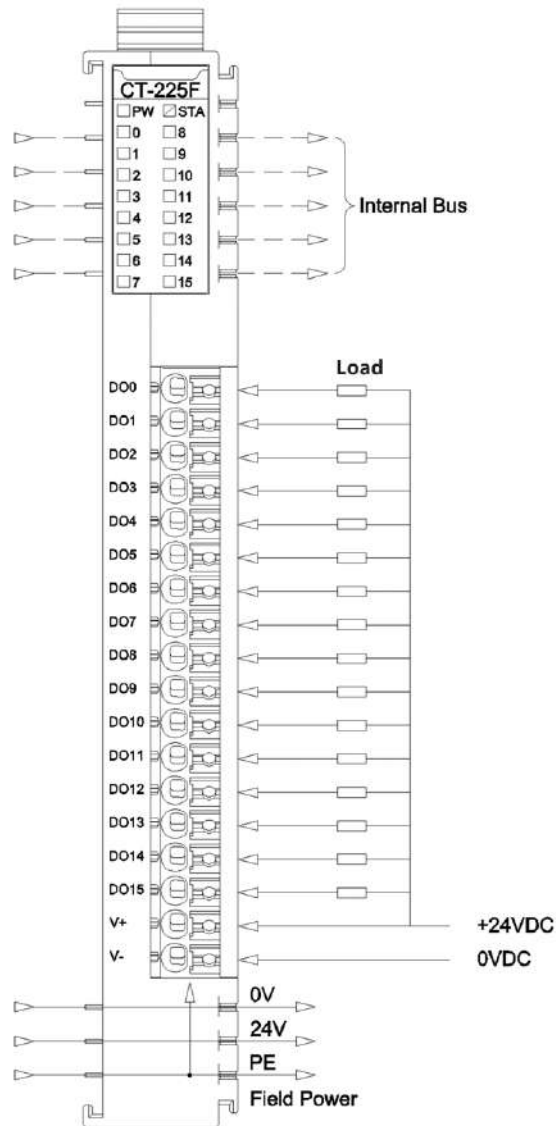 CT-225F
PW STA
0 8
1 9
2 10
3 11
4 12
5 13
6 14
7 15
Internal Bus
Load
DO0
DO1
DO2
DO3
DO4
DO5
DO6
DO7
DO8
DO9
DO10
DO11
DO12
DO13
DO14
DO15
V+ +24VDC
V- 0VDC
0V
24V
PE
Field Power